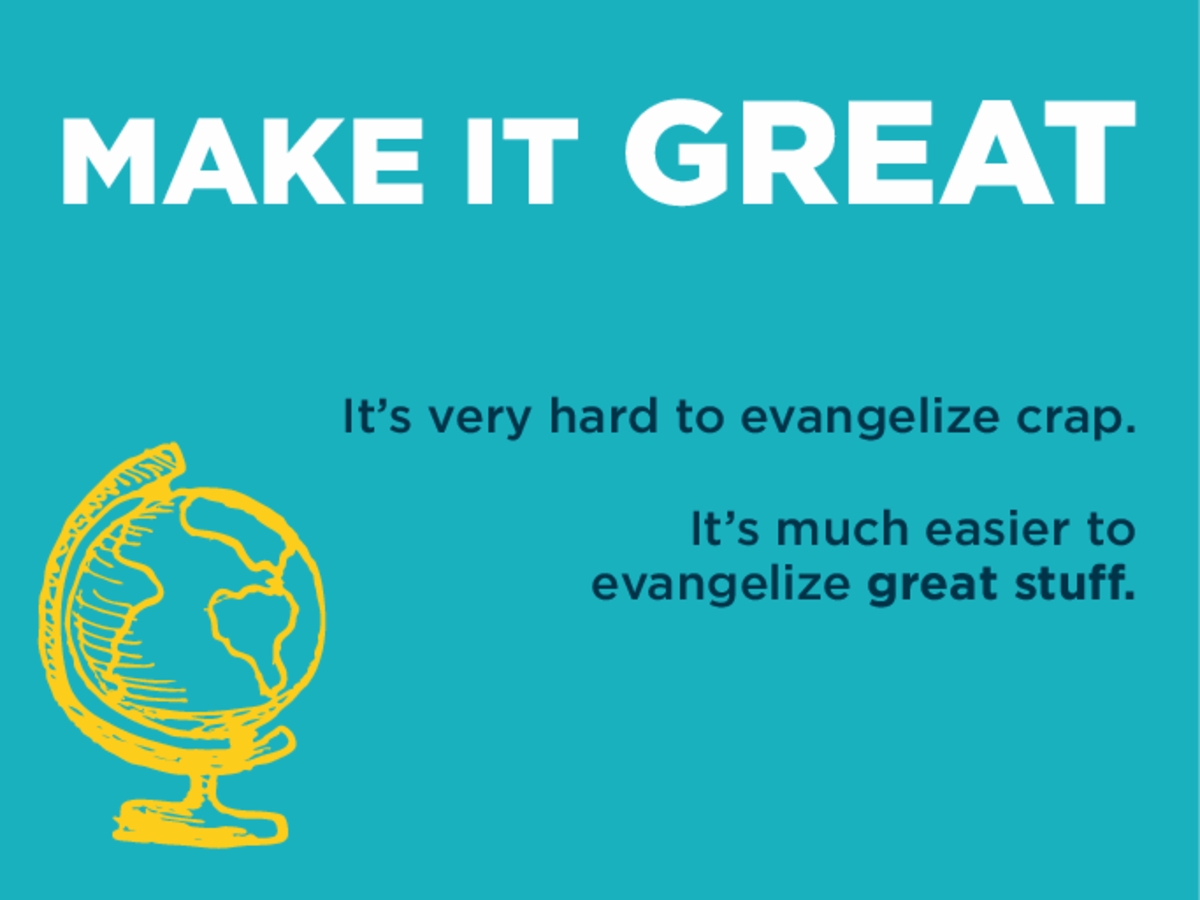 MAKE IT GREAT
It’s very hard to evangelize crap.
It’s much easier to
evangelize great stuff.